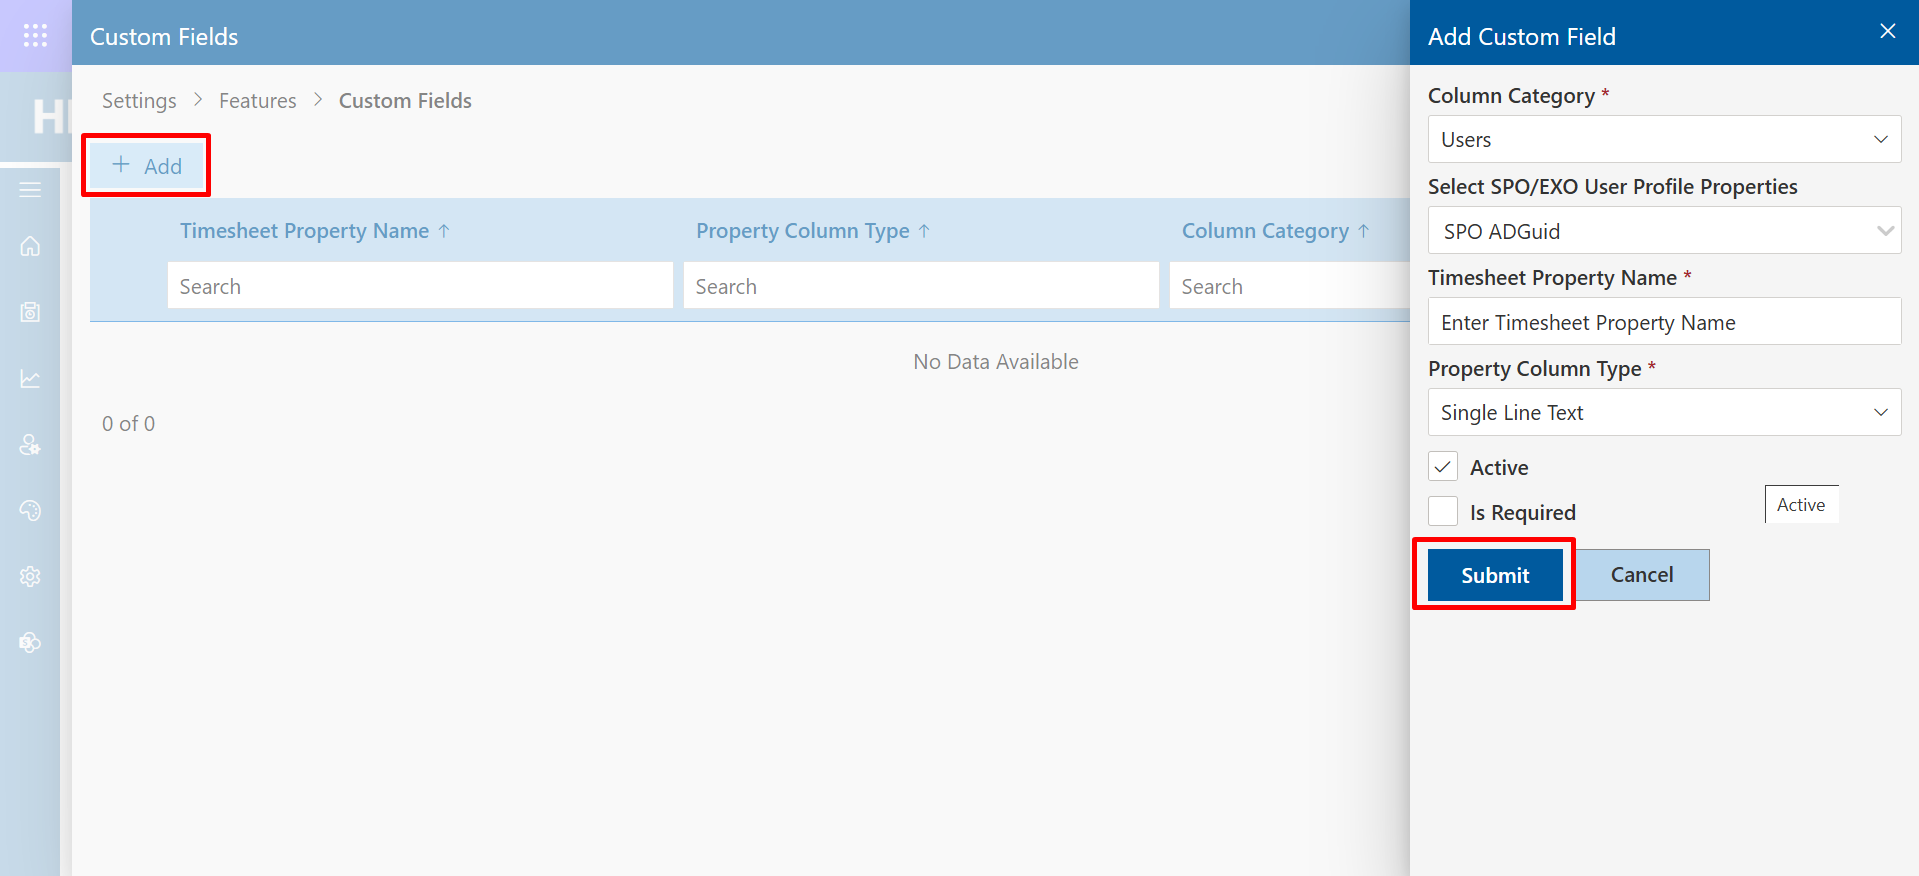 Custom Fields
Settings > Features > Custom Fields
+ Add
Timesheet Property Name ↑ Property Column Type ↑ Column Category ↑
Search Search Search
No Data Available
0 of 0
Add Custom Field
Column Category *
Users
Select SPO/EXO User Profile Properties
SPO ADGuid
Timesheet Property Name *
Enter Timesheet Property Name
Property Column Type *
Single Line Text
Active
Active
Is Required
Submit Cancel